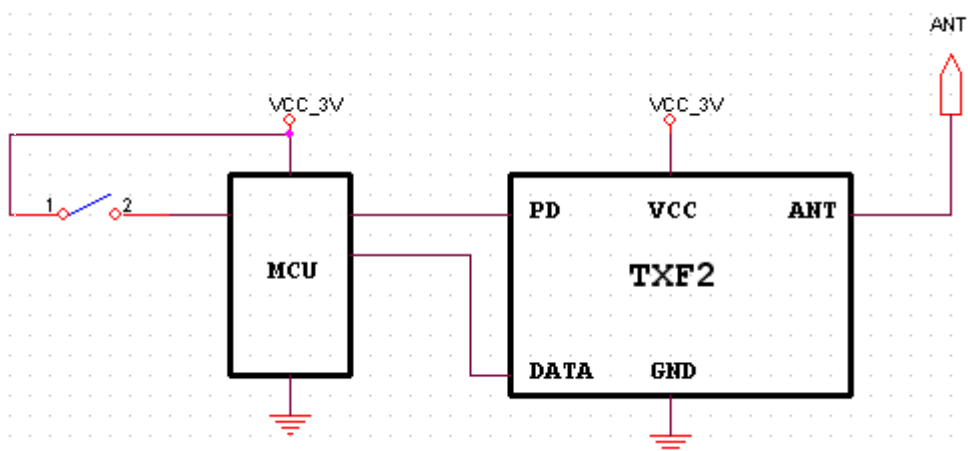 ANT
VCC_3V
VCC_3V
1 2
PD VCC ANT
MCU
TXF2
DATA GND